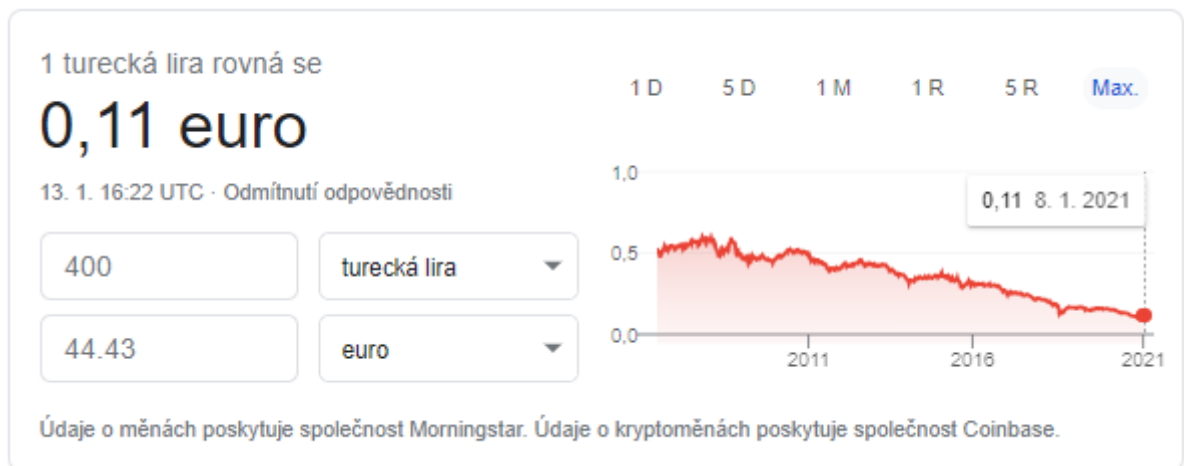 1 turecká lira rovná se
0,11 euro
13. 1. 16:22 UTC · Odmítnutí odpovědnosti
400 turecká lira
44.43 euro
1 D 5 D 1 M 1 R 5 R Max.
1,0
0,11 8. 1. 2021
0,5
0,0
2011 2016 2021
Údaje o měnách poskytuje společnost Morningstar. Údaje o kryptoměnách poskytuje společnost Coinbase.